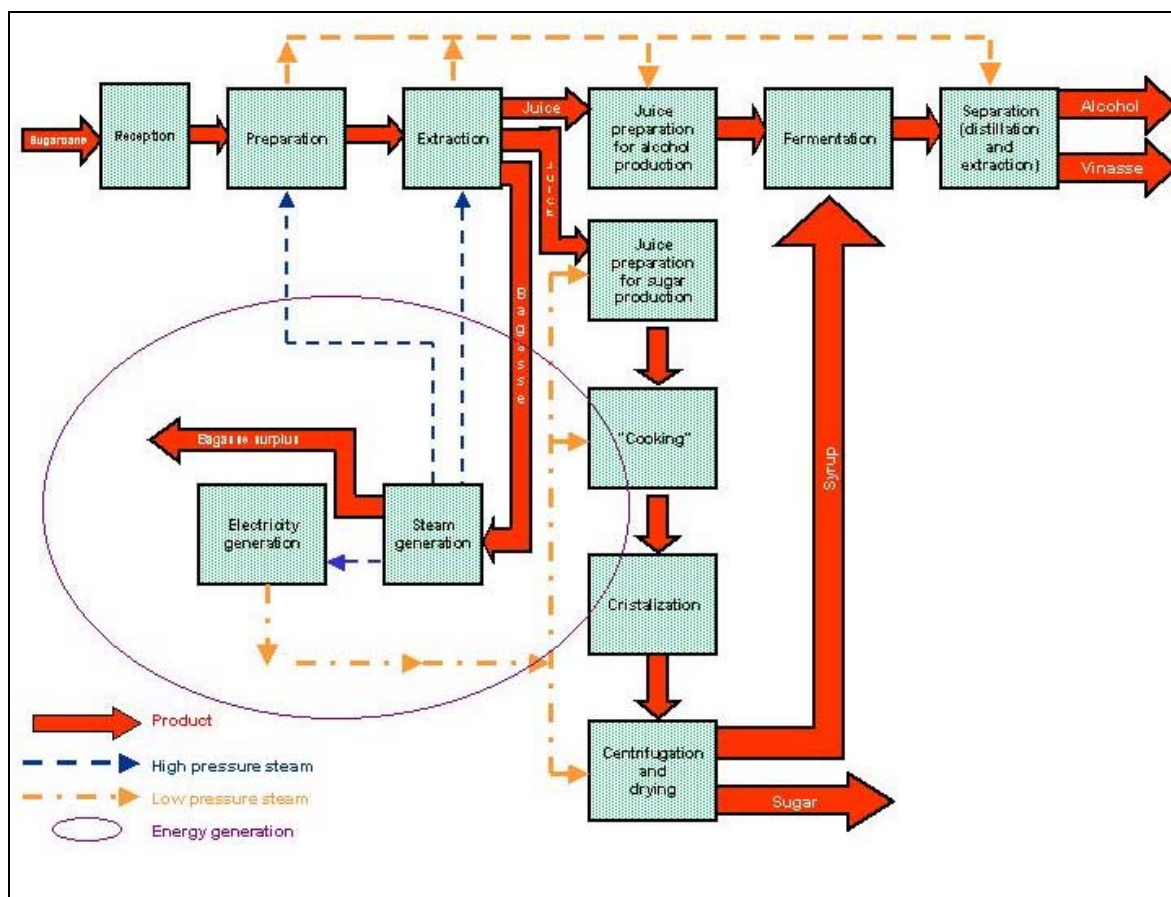 Sugarcane
Reception
Preparation
Extraction
Juice
Juice
preparation
for alcohol
production
Fermentation
Separation
(distillation
and
extraction)
Alcohol
Vinasse
Juice
Bagasse
Juice
preparation
for sugar
production
"Cooking"
Bagasse surplus
Electricity
generation
Steam
generation
Syrup
Cristalization
Centrifugation
and
drying
Sugar
Product
High pressure steam
Low pressure steam
Energy generation